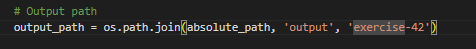 # Output path
output_path = os.path.join(absolute_path, 'output', 'exercise-42')